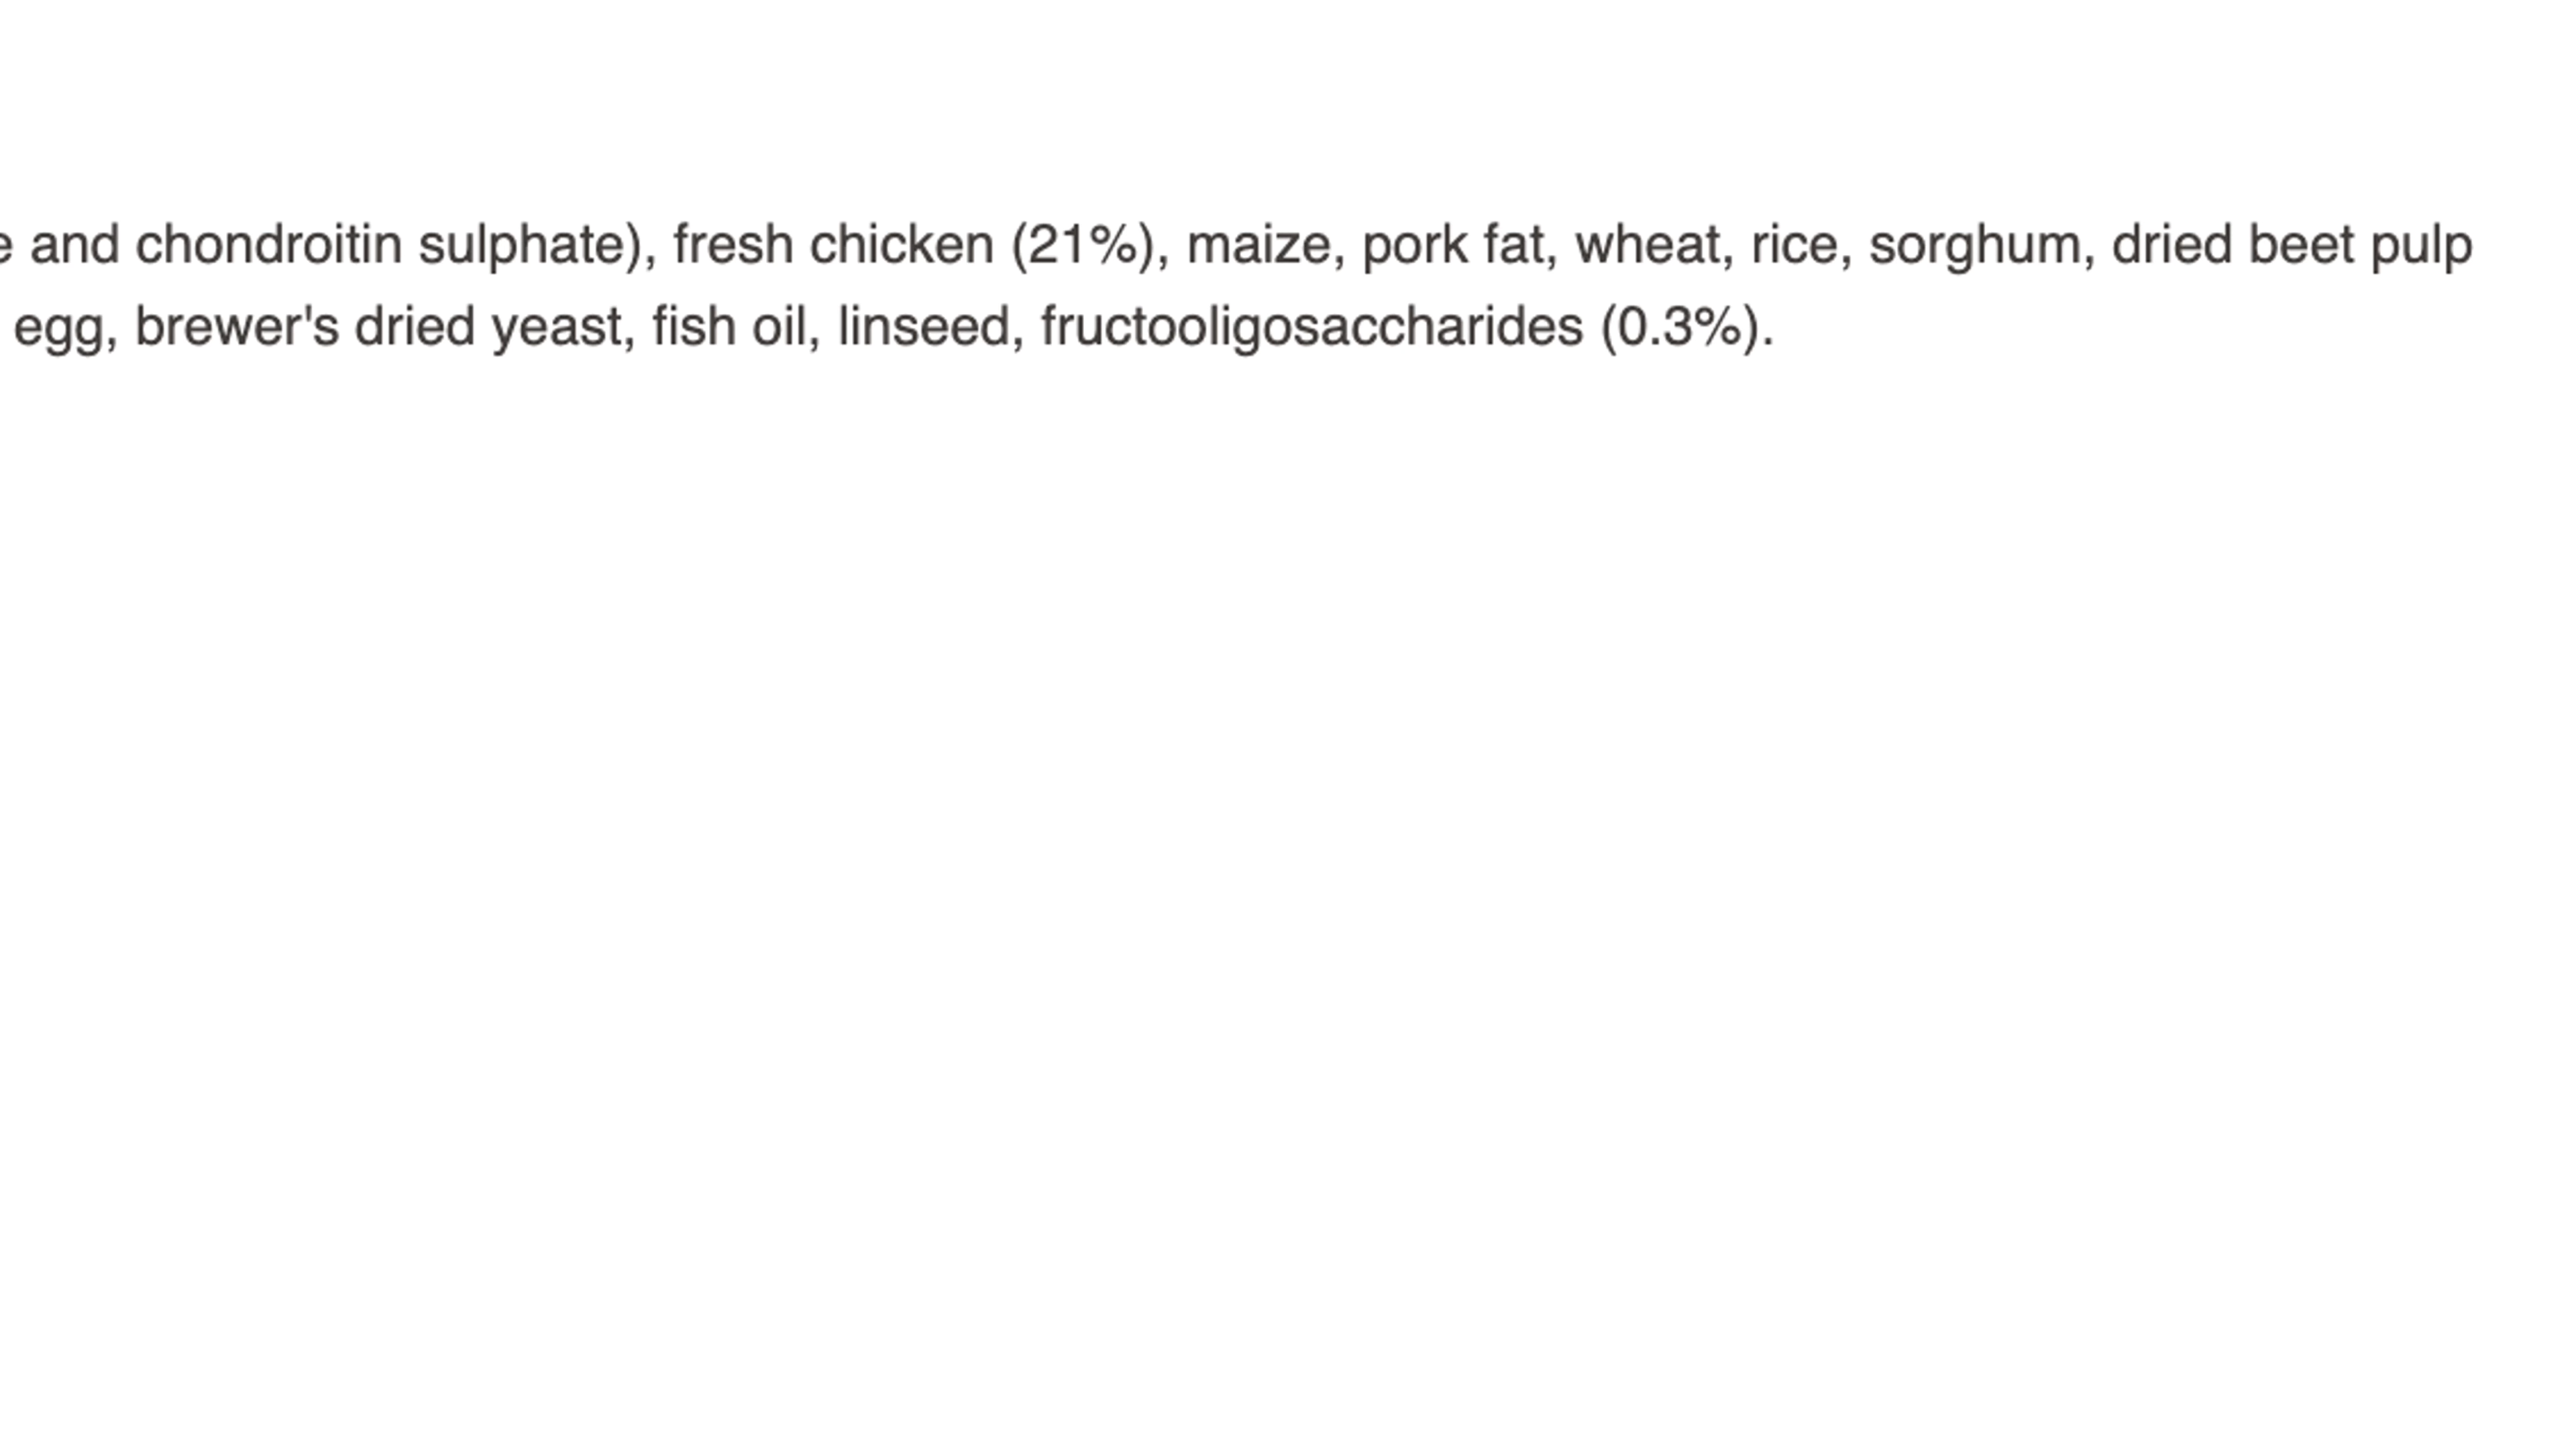 e and chondroitin sulphate), fresh chicken (21%), maize, pork fat, wheat, rice, sorghum, dried beet pulp
egg, brewer's dried yeast, fish oil, linseed, fructooligosaccharides (0.3%).